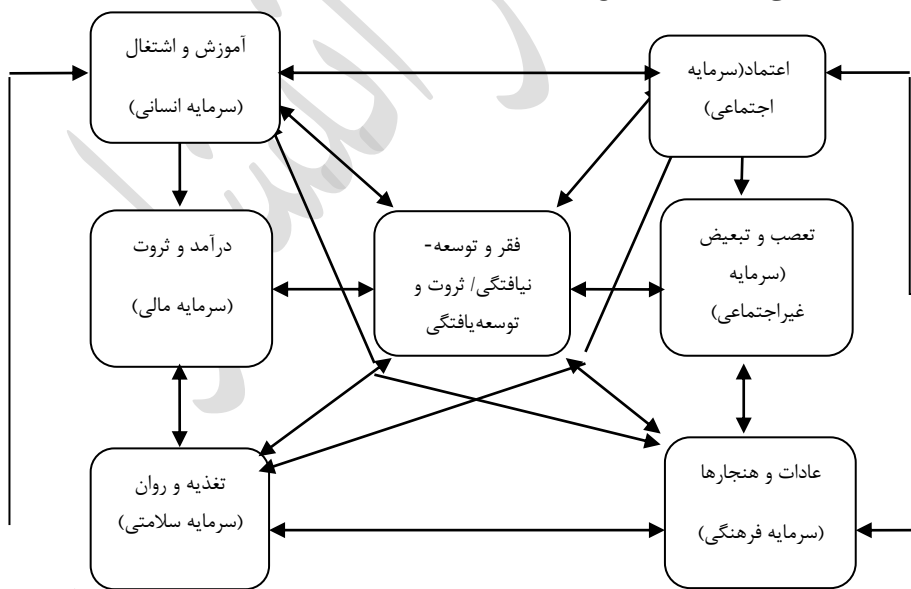 آموزش و اشتغال
(سرمایه انسانی)
اعتماد(سرمایه
اجتماعی)
درآمد و ثروت
(سرمایه مالی)
فقر و توسعه-
نیافتگی/ ثروت و
توسعه‌یافتگی
تعصب و تبعیض
(سرمایه
غیراجتماعی)
تغذیه و روان
(سرمایه سلامتی)
عادات و هنجارها
(سرمایه فرهنگی)